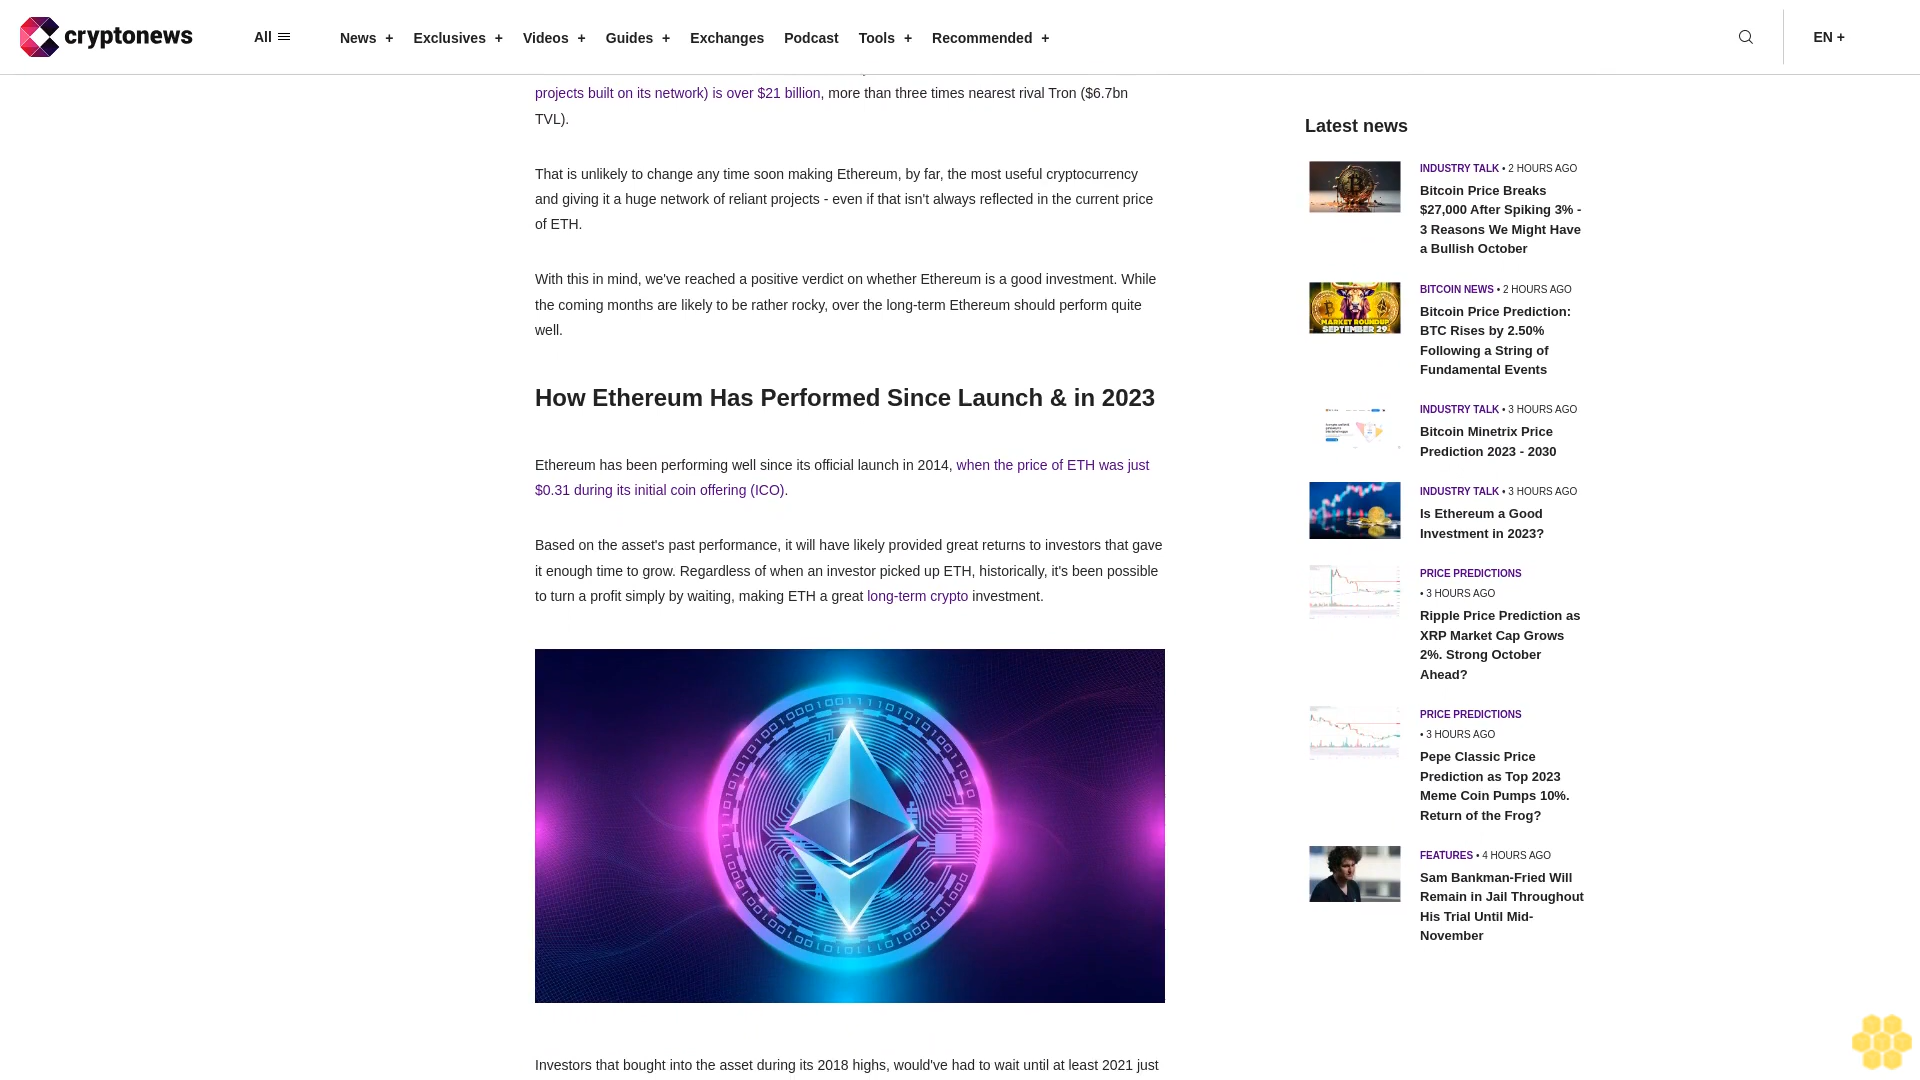 cryptonews
All
News +
Exclusives +
Videos +
Guides +
Exchanges
Podcast
Tools +
Recommended +
EN +
projects built on its network) is over $21 billion, more than three times nearest rival Tron ($6.7bn
TVL).
That is unlikely to change any time soon making Ethereum, by far, the most useful cryptocurrency
and giving it a huge network of reliant projects - even if that isn't always reflected in the current price
of ETH.
With this in mind, we've reached a positive verdict on whether Ethereum is a good investment. While
the coming months are likely to be rather rocky, over the long-term Ethereum should perform quite
well.
How Ethereum Has Performed Since Launch & in 2023
Ethereum has been performing well since its official launch in 2014, when the price of ETH was just
$0.31 during its initial coin offering (ICO).
Based on the asset's past performance, it will have likely provided great returns to investors that gave
it enough time to grow. Regardless of when an investor picked up ETH, historically, it's been possible
to turn a profit simply by waiting, making ETH a great long-term crypto investment.
Investors that bought into the asset during its 2018 highs, would've had to wait until at least 2021 just
Latest news
INDUSTRY TALK • 2 HOURS AGO
Bitcoin Price Breaks
$27,000 After Spiking 3% -
3 Reasons We Might Have
a Bullish October
MARKET ROUNDUP
SEPTEMBER 29
BITCOIN NEWS • 2 HOURS AGO
Bitcoin Price Prediction:
BTC Rises by 2.50%
Following a String of
Fundamental Events
INDUSTRY TALK • 3 HOURS AGO
Bitcoin Minetrix Price
Prediction 2023 - 2030
INDUSTRY TALK • 3 HOURS AGO
Is Ethereum a Good
Investment in 2023?
PRICE PREDICTIONS
• 3 HOURS AGO
Ripple Price Prediction as
XRP Market Cap Grows
2%. Strong October
Ahead?
PRICE PREDICTIONS
• 3 HOURS AGO
Pepe Classic Price
Prediction as Top 2023
Meme Coin Pumps 10%.
Return of the Frog?
FEATURES • 4 HOURS AGO
Sam Bankman-Fried Will
Remain in Jail Throughout
His Trial Until Mid-
November